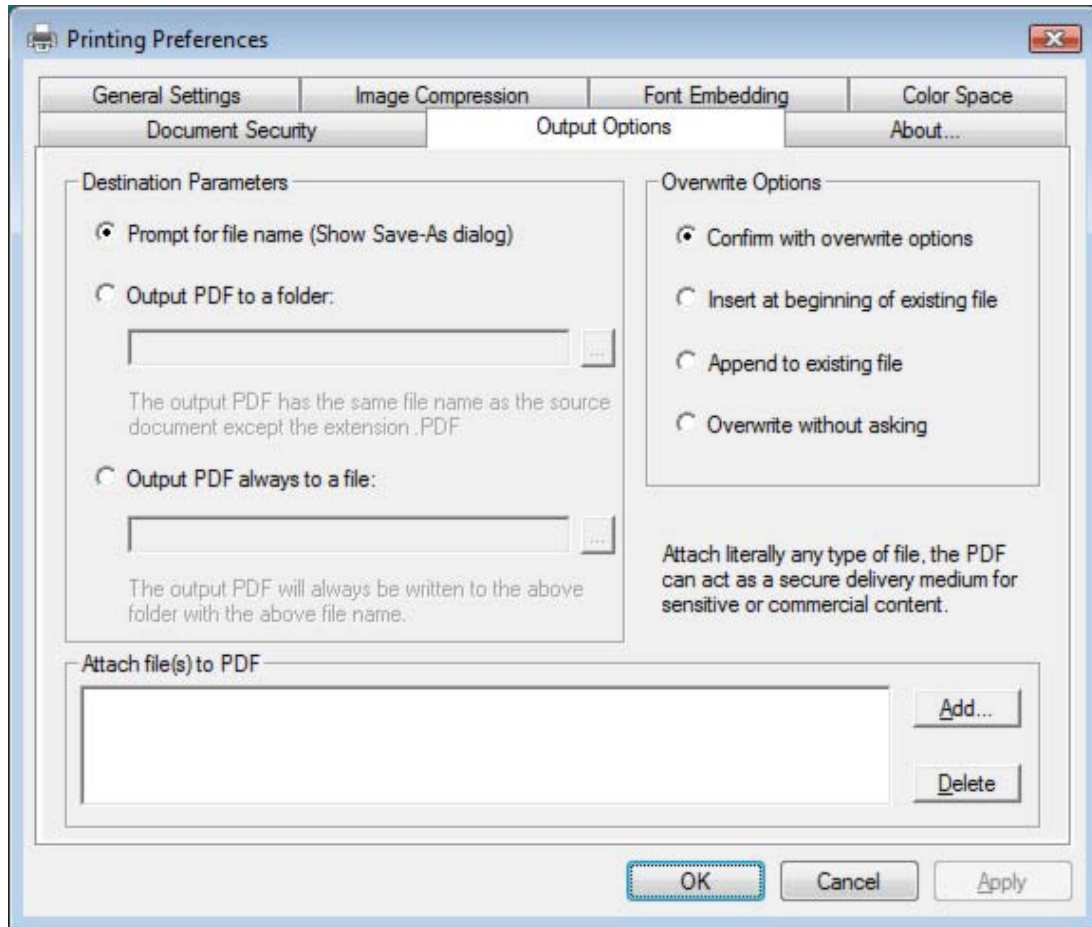 Printing Preferences
General Settings
Image Compression
Font Embedding
Color Space
Document Security
Output Options
About...
Destination Parameters
Prompt for file name (Show Save-As dialog)
Output PDF to a folder:
...
The output PDF has the same file name as the source
document except the extension .PDF
Output PDF always to a file:
...
The output PDF will always be written to the above
folder with the above file name.
Overwrite Options
Confirm with overwrite options
Insert at beginning of existing file
Append to existing file
Overwrite without asking
Attach literally any type of file, the PDF
can act as a secure delivery medium for
sensitive or commercial content.
Attach file(s) to PDF
Add...
Delete
OK
Cancel
Apply